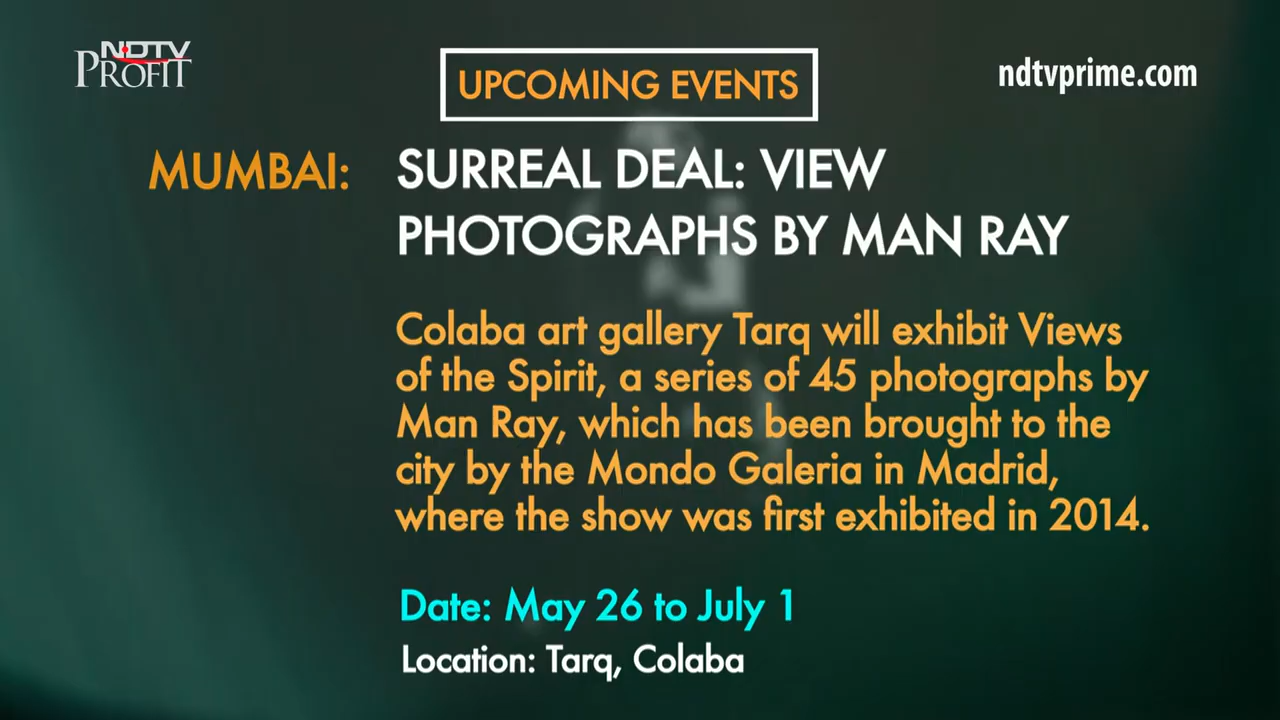 NDTV
PROFIT
UPCOMING EVENTS
ndtvprime.com
MUMBAI:
SURREAL DEAL: VIEW
PHOTOGRAPHS BY MAN RAY
Colaba art gallery Tarq will exhibit Views
of the Spirit, a series of 45 photographs by
Man Ray, which has been brought to the
city by the Mondo Galeria in Madrid,
where the show was first exhibited in 2014.
Date: May 26 to July 1
Location: Tarq, Colaba